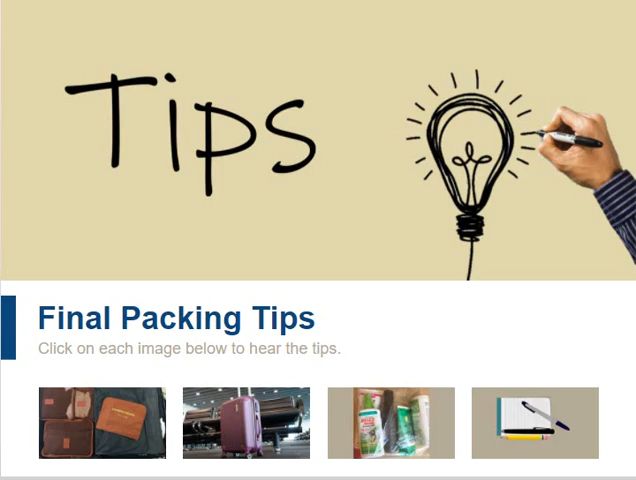 Tips
Final Packing Tips
Click on each image below to hear the tips.